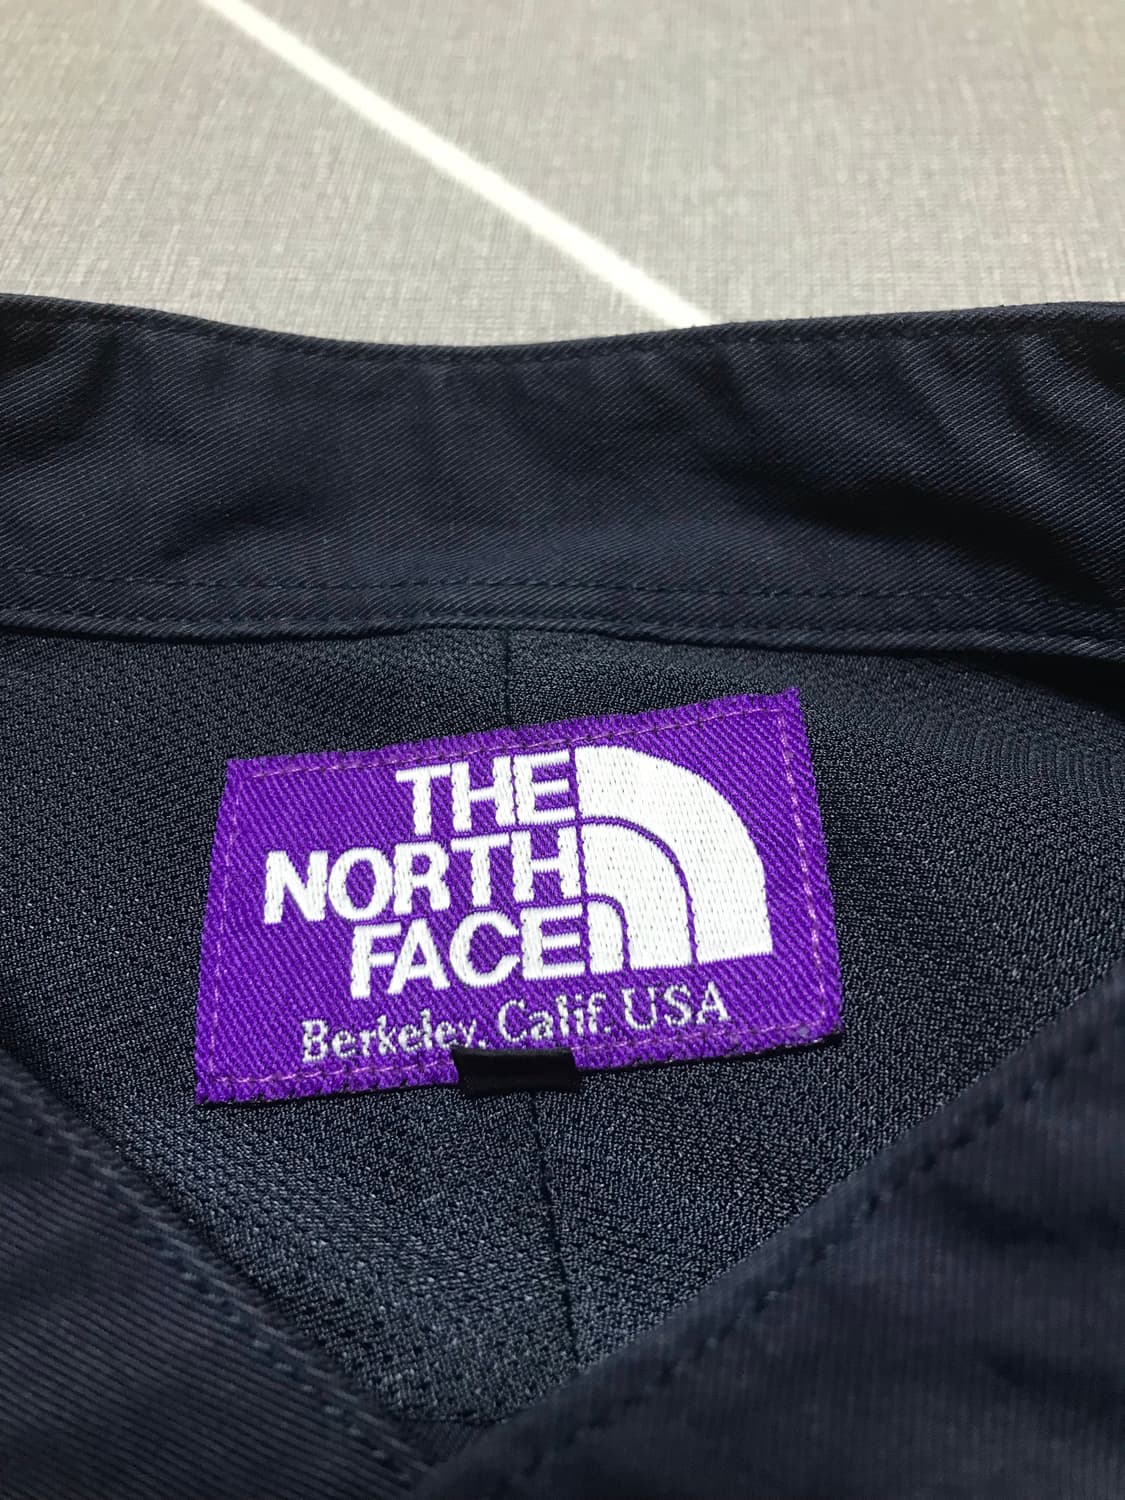 THE
NORTH
FACE
Berkeley, Calif. USA